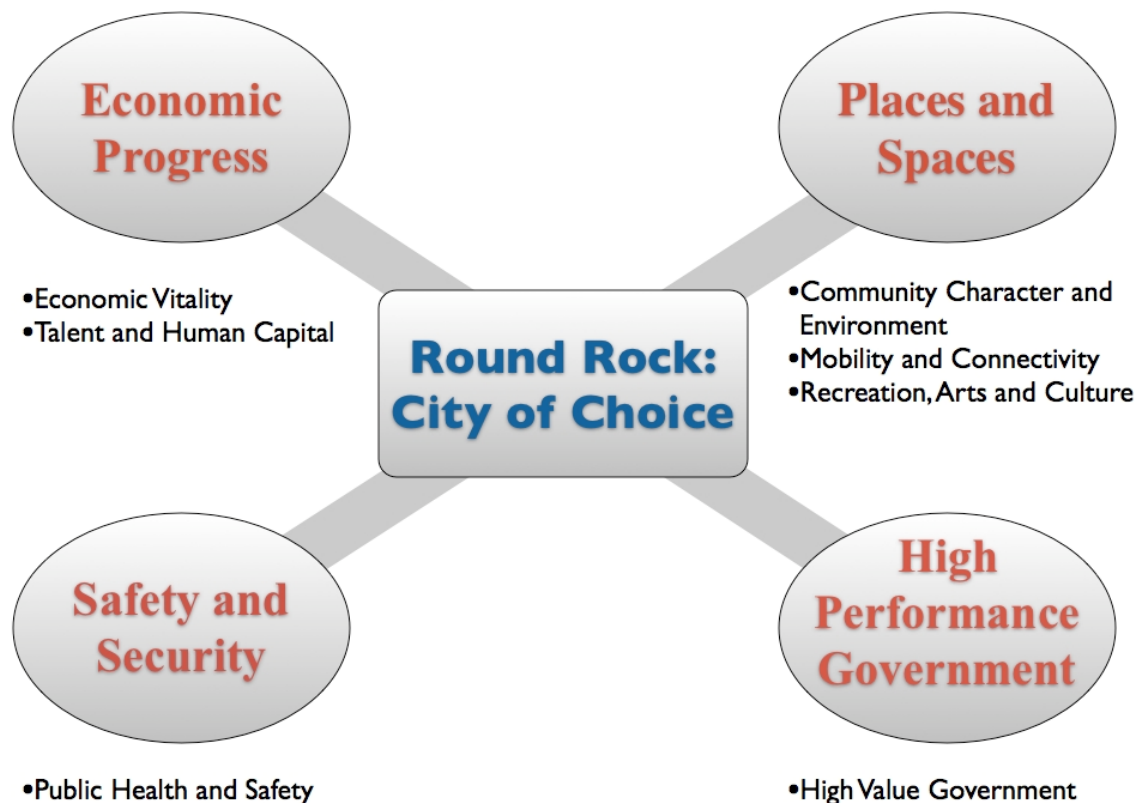 Economic
Progress
Places and
Spaces
•Economic Vitality
•Talent and Human Capital
•Community Character and
Environment
•Mobility and Connectivity
•Recreation, Arts and Culture
Round Rock:
City of Choice
Safety and
Security
High
Performance
Government
•Public Health and Safety
•High Value Government